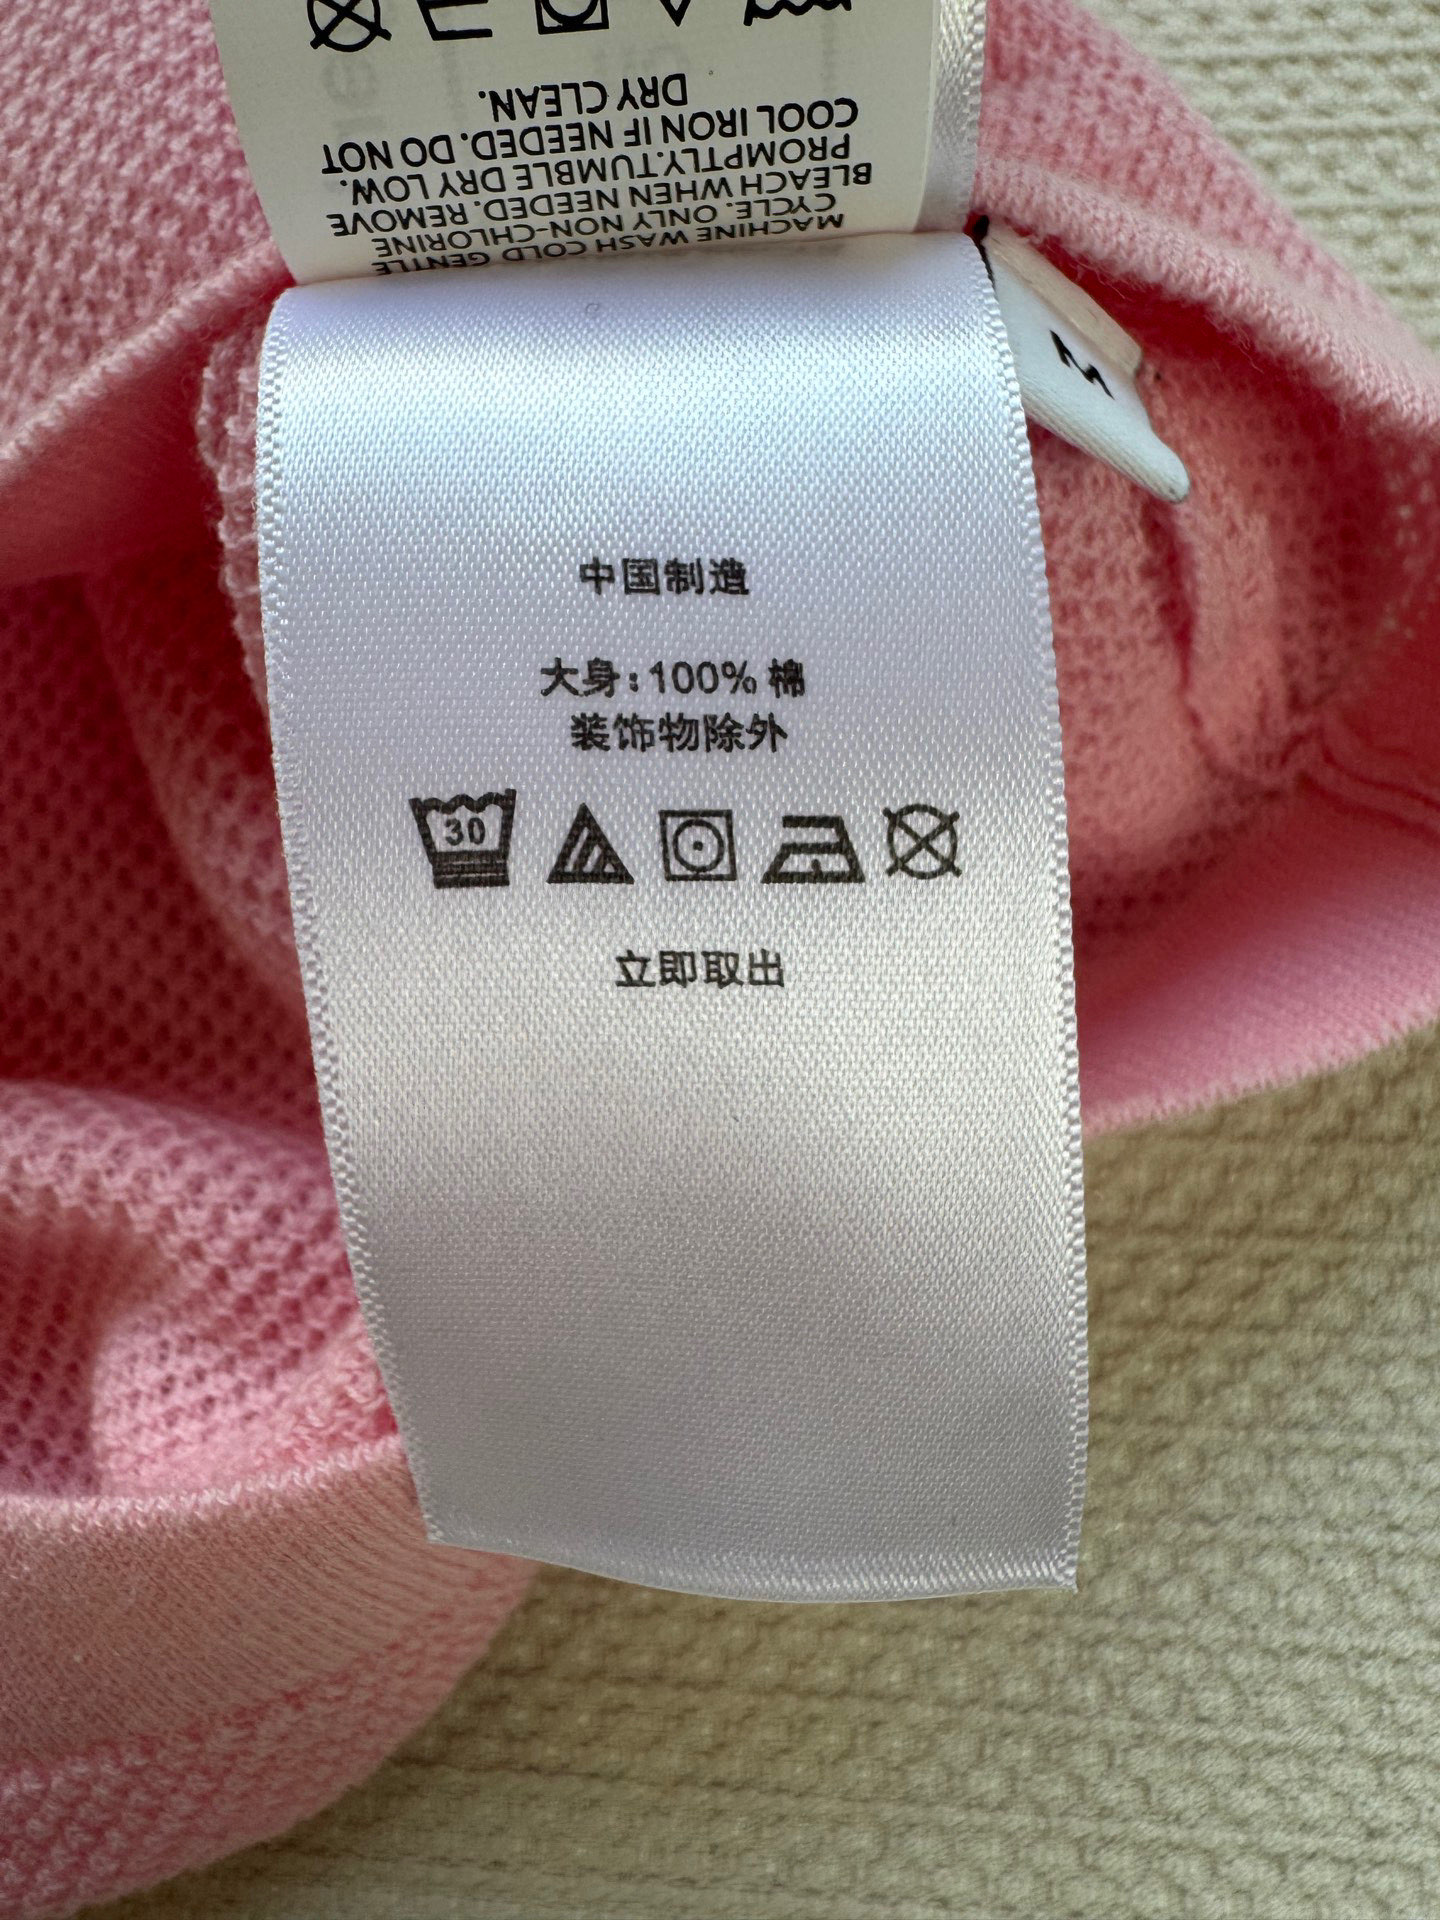 MACHINE WASH COLD GENTLE
CYCLE. ONLY NON-CHLORINE
BLEACH WHEN NEEDED. REMOVE
PROMPTLY.TUMBLE DRY LOW.
COOL IRON IF NEEDED. DO NOT
DRY CLEAN.
中国制造
大身:100% 棉
装饰物除外
30
立即取出